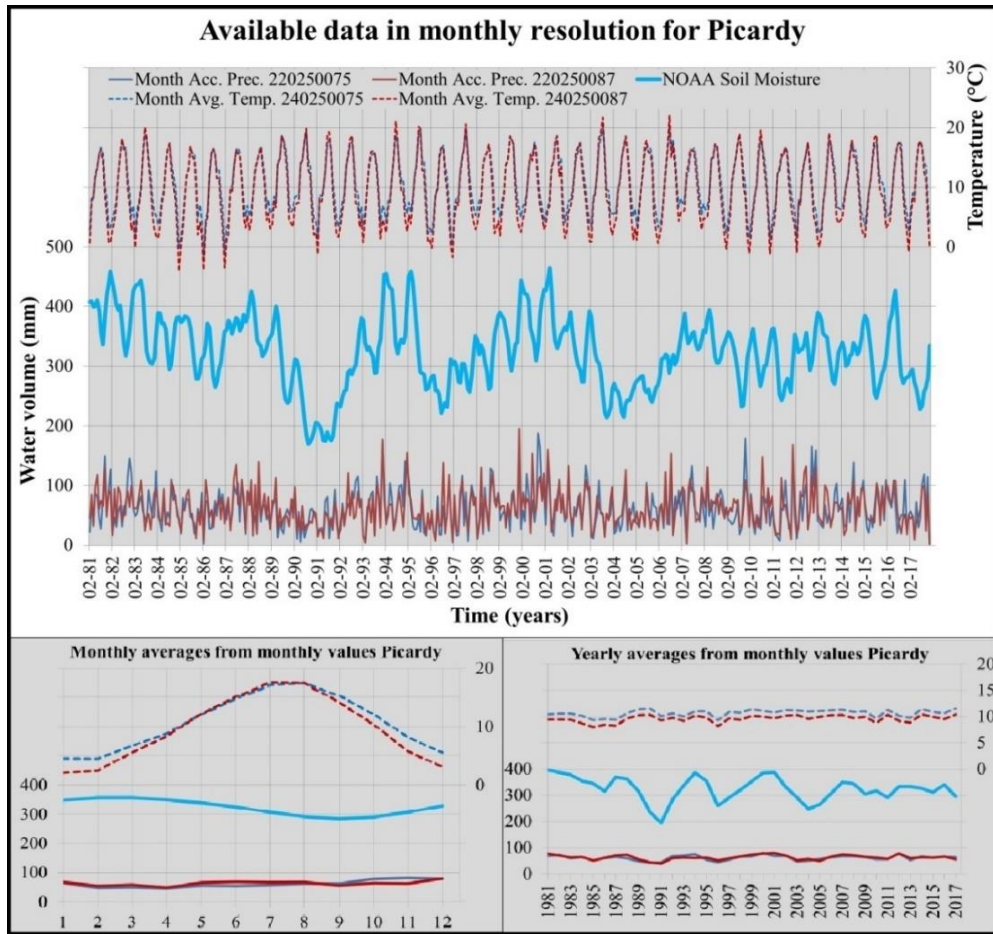 Available data in monthly resolution for Picardy
Month Acc. Prec. 220250075 Month Acc. Prec. 220250087 NOAA Soil Moisture
Month Avg. Temp. 240250075 Month Avg. Temp. 240250087
30
20
10
0
Temperature (°C)
500
400
300
200
100
0
Water volume (mm)
02-81 02-82 02-83 02-84 02-85 02-86 02-87 02-88 02-89 02-90 02-91 02-92 02-93 02-94 02-95 02-96 02-97 02-98 02-99 02-00 02-01 02-02 02-03 02-04 02-05 02-06 02-07 02-08 02-09 02-10 02-11 02-12 02-13 02-14 02-15 02-16 02-17
Time (years)
Monthly averages from monthly values Picardy
20
10
0
400
300
200
100
00
1 2 3 4 5 6 7 8 9 10 11 12
Yearly averages from monthly values Picardy
20
15
10
5
0
400
300
200
100
0
1981 1983 1985 1987 1989 1991 1993 1995 1997 1999 2001 2003 2005 2007 2009 2011 2013 2015 2017